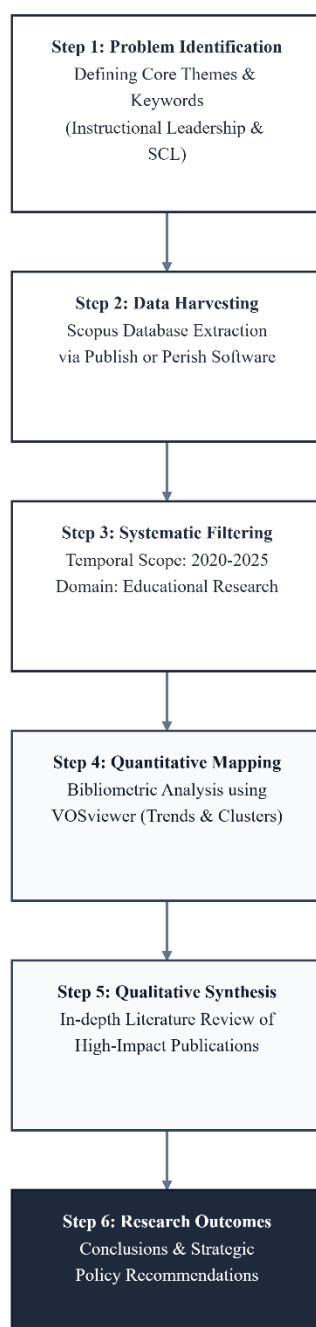 Step 1: Problem Identification
Defining Core Themes &
Keywords
(Instructional Leadership &
SCL)
Step 2: Data Harvesting
Scopus Database Extraction
via Publish or Perish Software
Step 3: Systematic Filtering
Temporal Scope: 2020-2025
Domain: Educational Research
Step 4: Quantitative Mapping
Bibliometric Analysis using
VOSviewer (Trends & Clusters)
Step 5: Qualitative Synthesis
In-depth Literature Review of
High-Impact Publications
Step 6: Research Outcomes
Conclusions & Strategic
Policy Recommendations